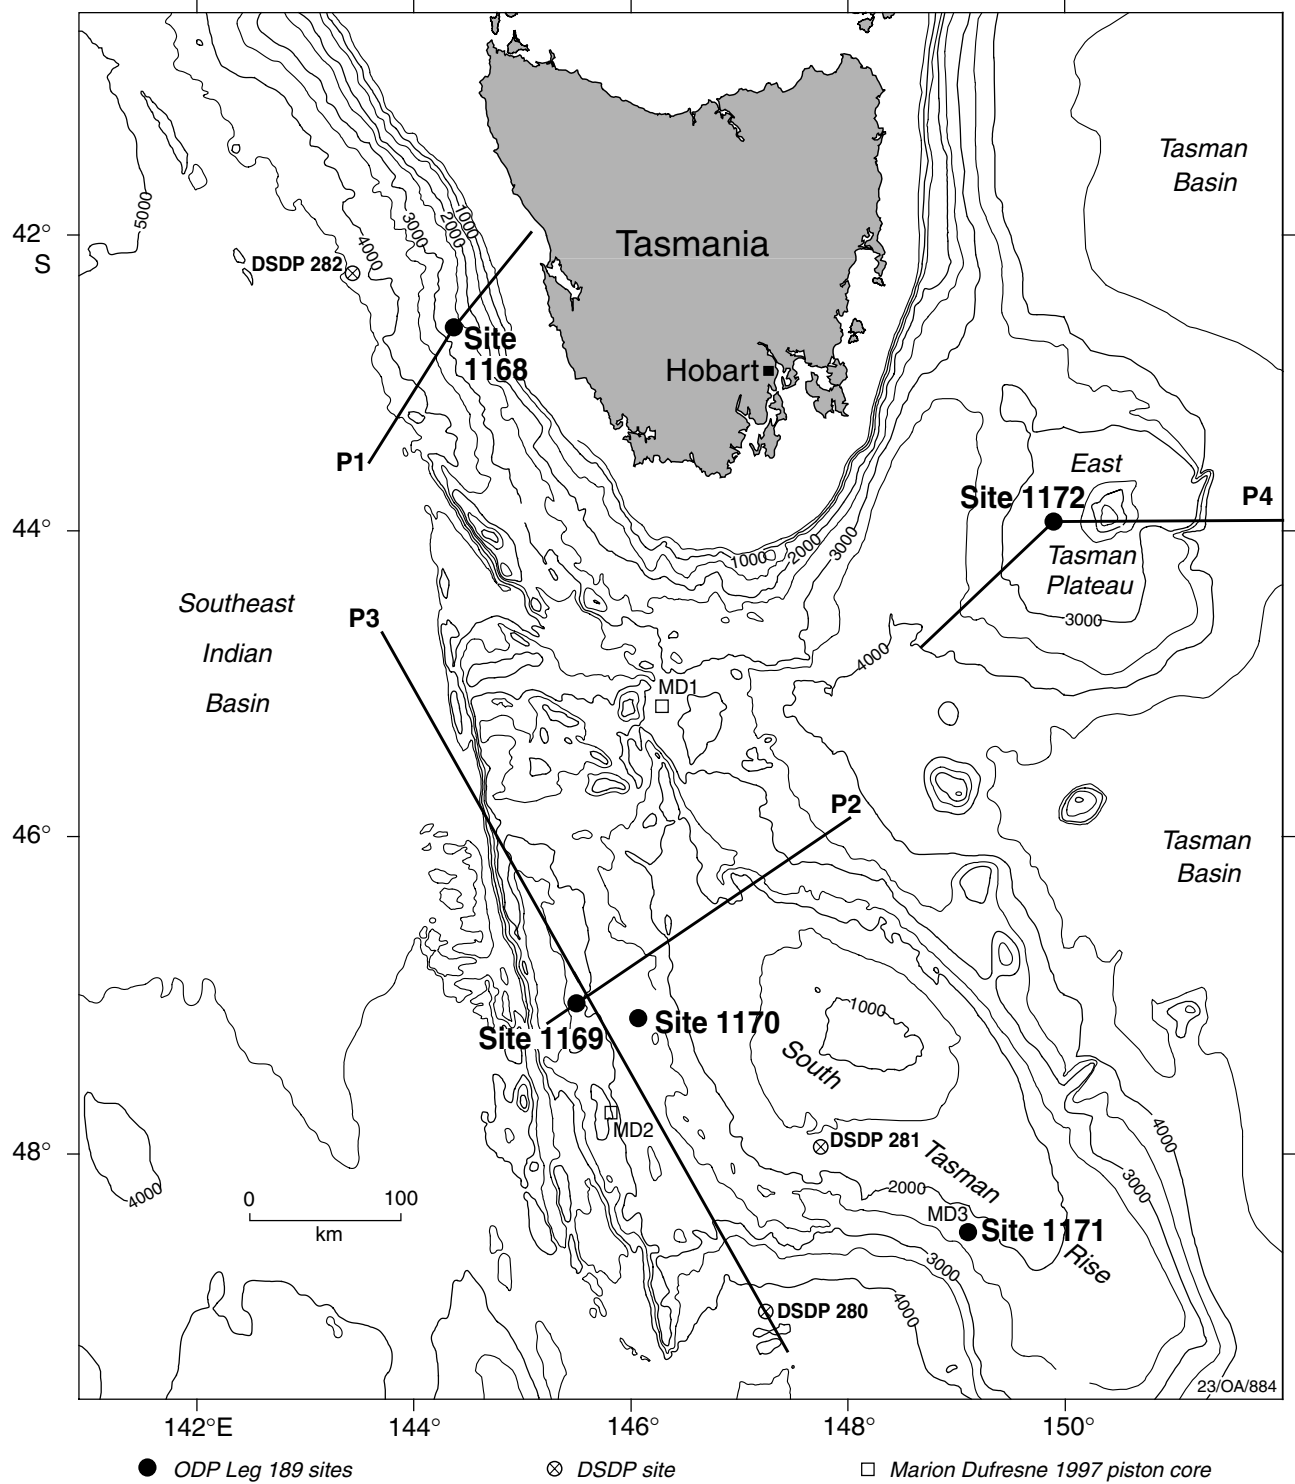 Tasman
Basin
5000
1000
2000
3000
4000
42°
S
Tasmania
DSDP 282
Site
1168
Hobart
P1
East
Site 1172
P4
44°
1000
2000
3000
Tasman
Plateau
3000
Southeast
Indian
Basin
P3
4000
MD1
P2
46°
Tasman
Basin
1000
Site 1170
Site 1169
South
MD2
DSDP 281
4000
48°
Tasman
3000
2000
4000
0 100
km
MD3
Site 1171
Rise
3000
4000
DSDP 280
23/OA/884
142°E 144° 146° 148° 150°
ODP Leg 189 sites DSDP site Marion Dufresne 1997 piston core